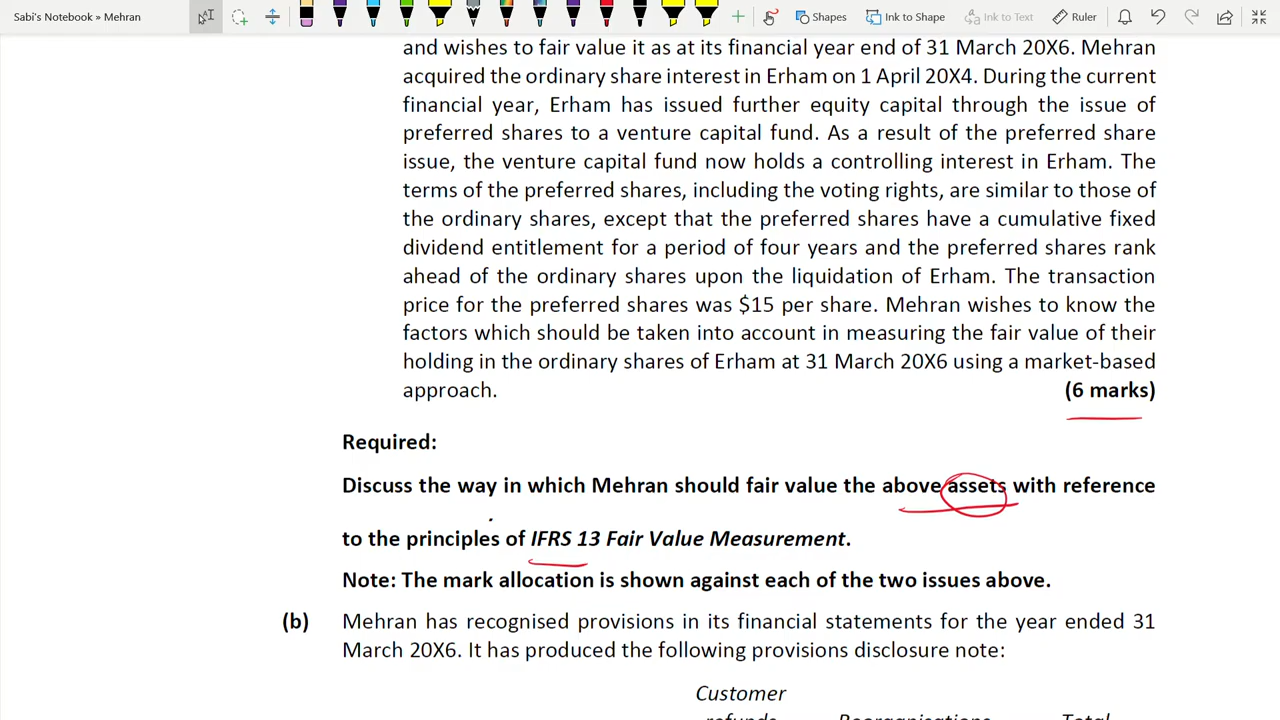 Sabi's Notebook » Mehran
Shapes
Ink to Shape
Ink to Text
Ruler
and wishes to fair value it as at its financial year end of 31 March 20X6. Mehran
acquired the ordinary share interest in Erham on 1 April 20X4. During the current
financial year, Erham has issued further equity capital through the issue of
preferred shares to a venture capital fund. As a result of the preferred share
issue, the venture capital fund now holds a controlling interest in Erham. The
terms of the preferred shares, including the voting rights, are similar to those of
the ordinary shares, except that the preferred shares have a cumulative fixed
dividend entitlement for a period of four years and the preferred shares rank
ahead of the ordinary shares upon the liquidation of Erham. The transaction
price for the preferred shares was $15 per share. Mehran wishes to know the
factors which should be taken into account in measuring the fair value of their
holding in the ordinary shares of Erham at 31 March 20X6 using a market-based
approach. (6 marks)
Required:
Discuss the way in which Mehran should fair value the above assets with reference
to the principles of IFRS 13 Fair Value Measurement.
Note: The mark allocation is shown against each of the two issues above.
(b) Mehran has recognised provisions in its financial statements for the year ended 31
March 20X6. It has produced the following provisions disclosure note:
Customer
refunds Reorganisations Total